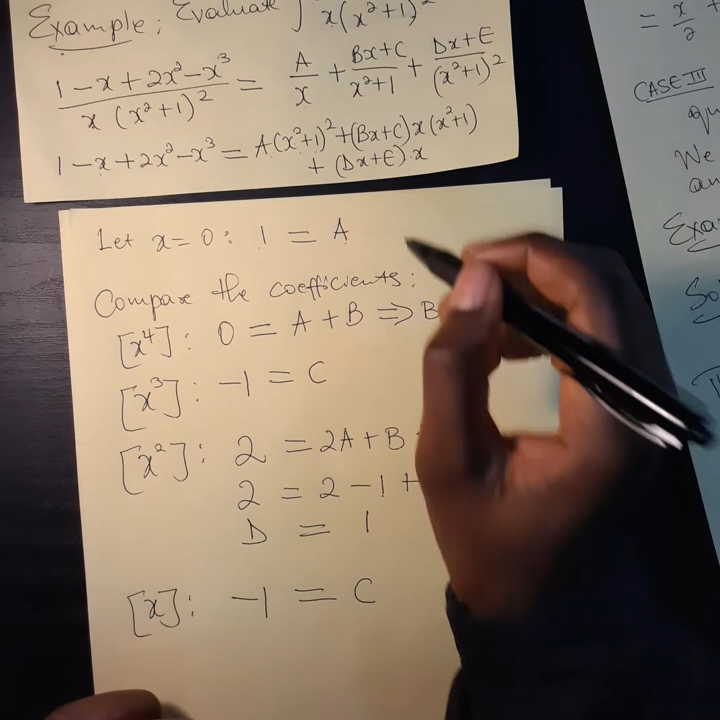 Example; Evaluate ∫ x(x²+1)²
1-x+2x²-x³ / x(x²+1)² = A/x + Bx+C/x²+1 + Dx+E/(x²+1)²
1-x+2x²-x³ = A(x²+1)²+(Bx+C)x(x²+1)
+ (Dx+E).x
Let x=0: 1 = A
Compare the coefficients:
[x⁴]: 0 = A+B ⇒ B
[x³]: -1 = C
[x²]: 2 = 2A+B
2 = 2-1+
D = 1
[x]: -1 = C
= x/2 +
CASE III
qu
We
an
Exa
So